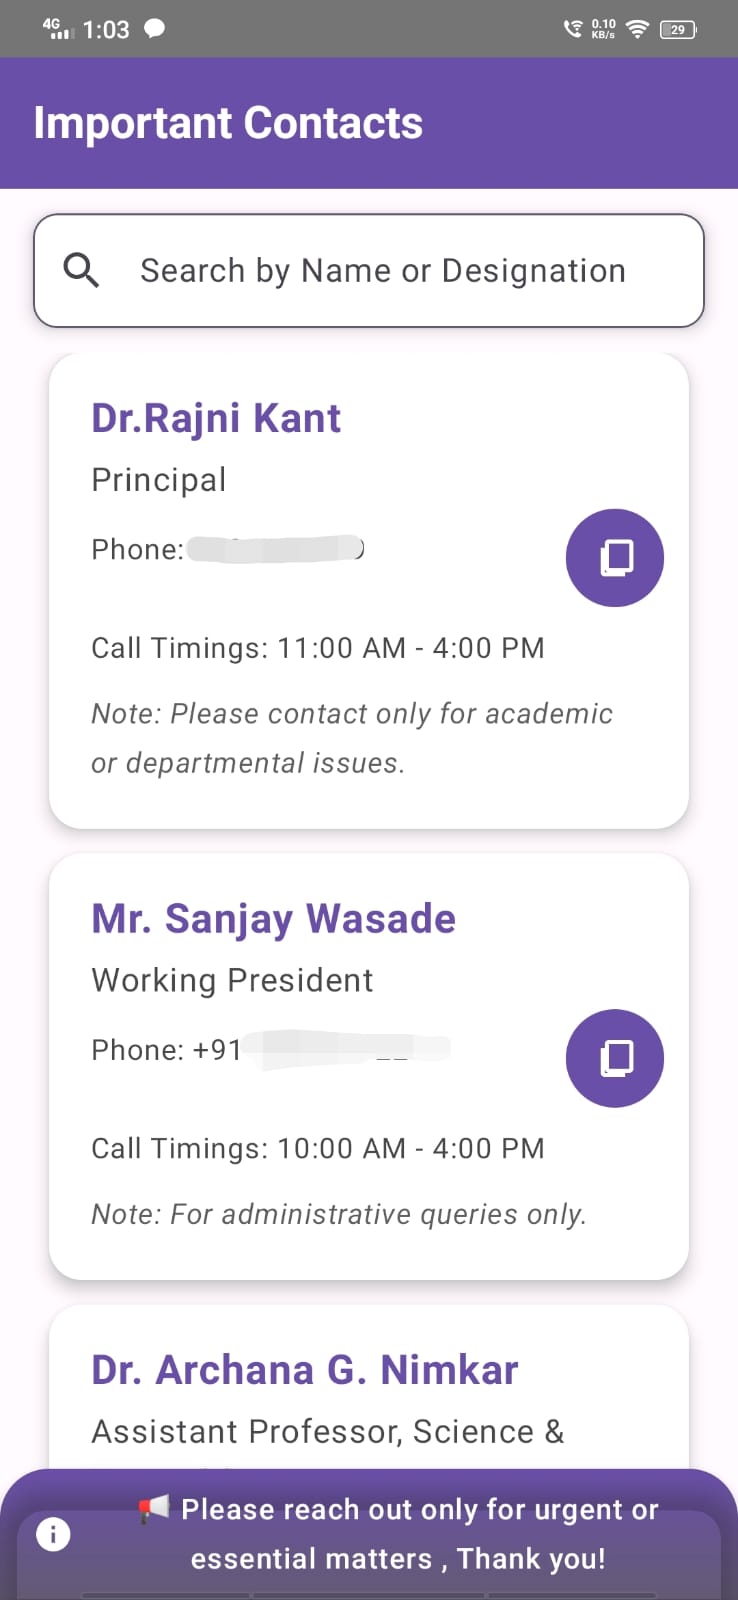 4G 1:03 0.10 KB/s 29
Important Contacts
Search by Name or Designation
Dr.Rajni Kant
Principal
Phone:
Call Timings: 11:00 AM - 4:00 PM
Note: Please contact only for academic
or departmental issues.
Mr. Sanjay Wasade
Working President
Phone: +91
Call Timings: 10:00 AM - 4:00 PM
Note: For administrative queries only.
Dr. Archana G. Nimkar
Assistant Professor, Science &
Please reach out only for urgent or
essential matters , Thank you!